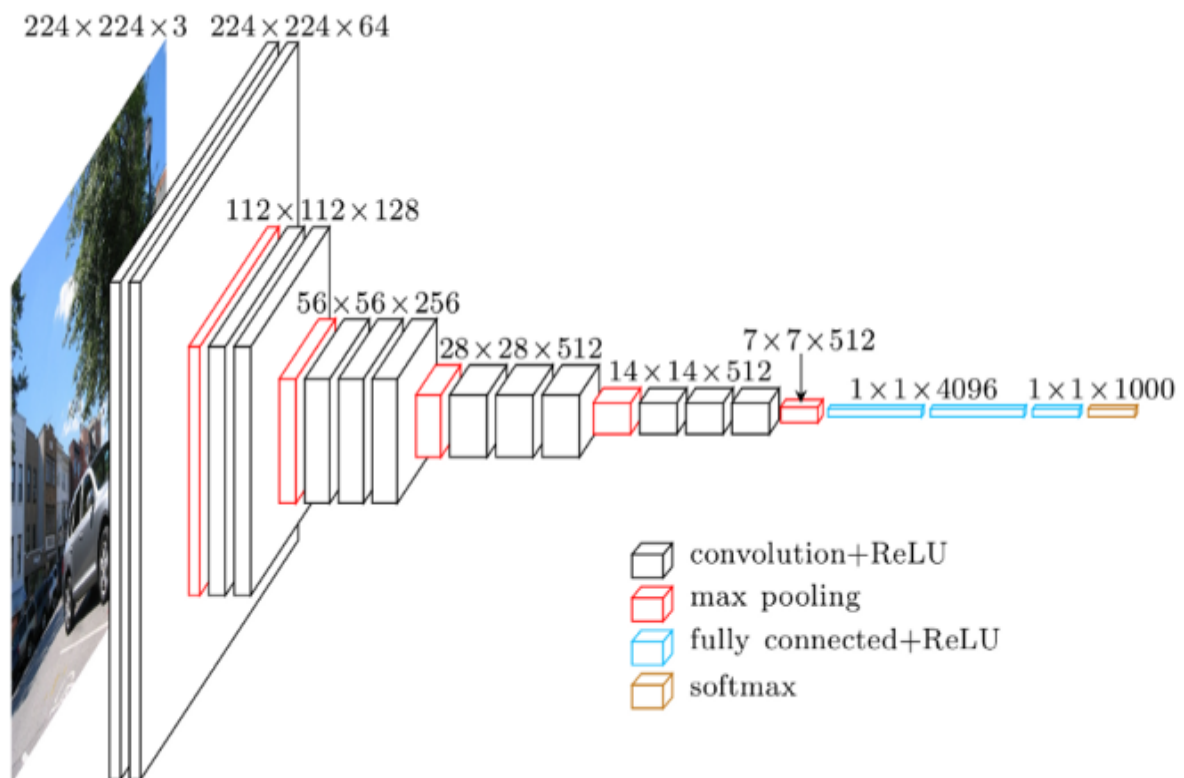 224×224×3
224×224×64
112×112×128
56×56×256
28×28×512
14×14×512
7×7×512
1×1×4096
1×1×1000
convolution+ReLU
max pooling
fully connected+ReLU
softmax